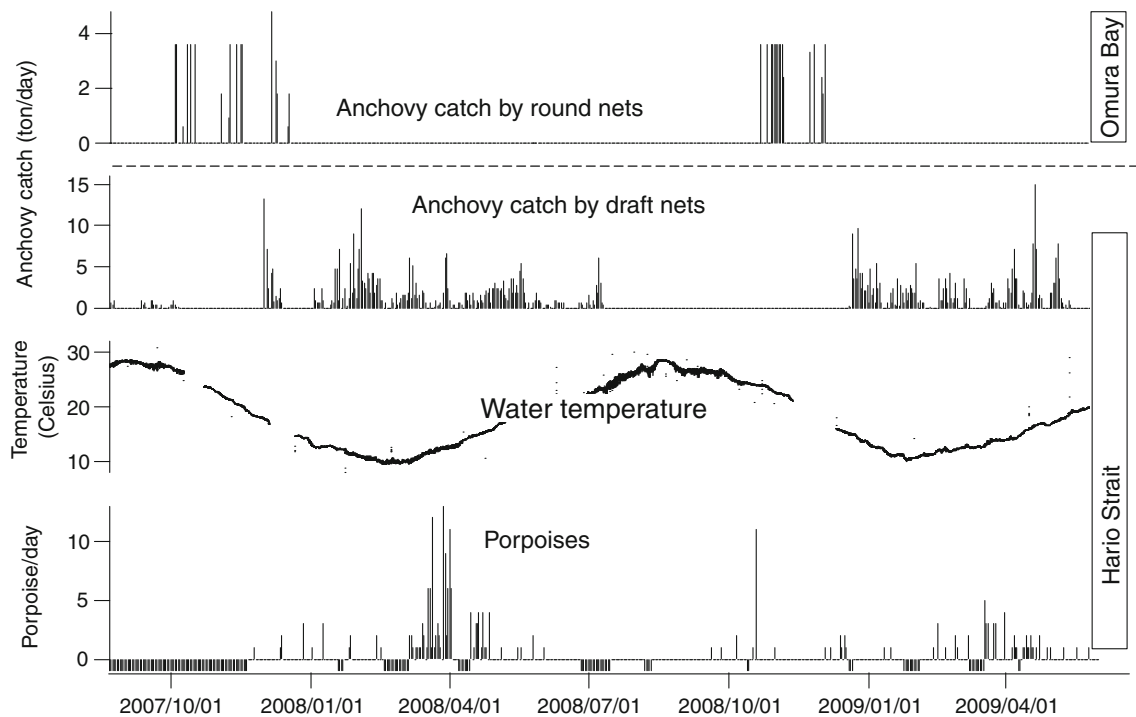 4
2
0
Anchovy catch by round nets
Omura Bay
Anchovy catch (ton/day)
15
10
5
0
Anchovy catch by draft nets
30
20
10
Temperature
(Celsius)
Water temperature
10
5
0
Porpoise/day
Porpoises
Hario Strait
2007/10/01 2008/01/01 2008/04/01 2008/07/01 2008/10/01 2009/01/01 2009/04/01